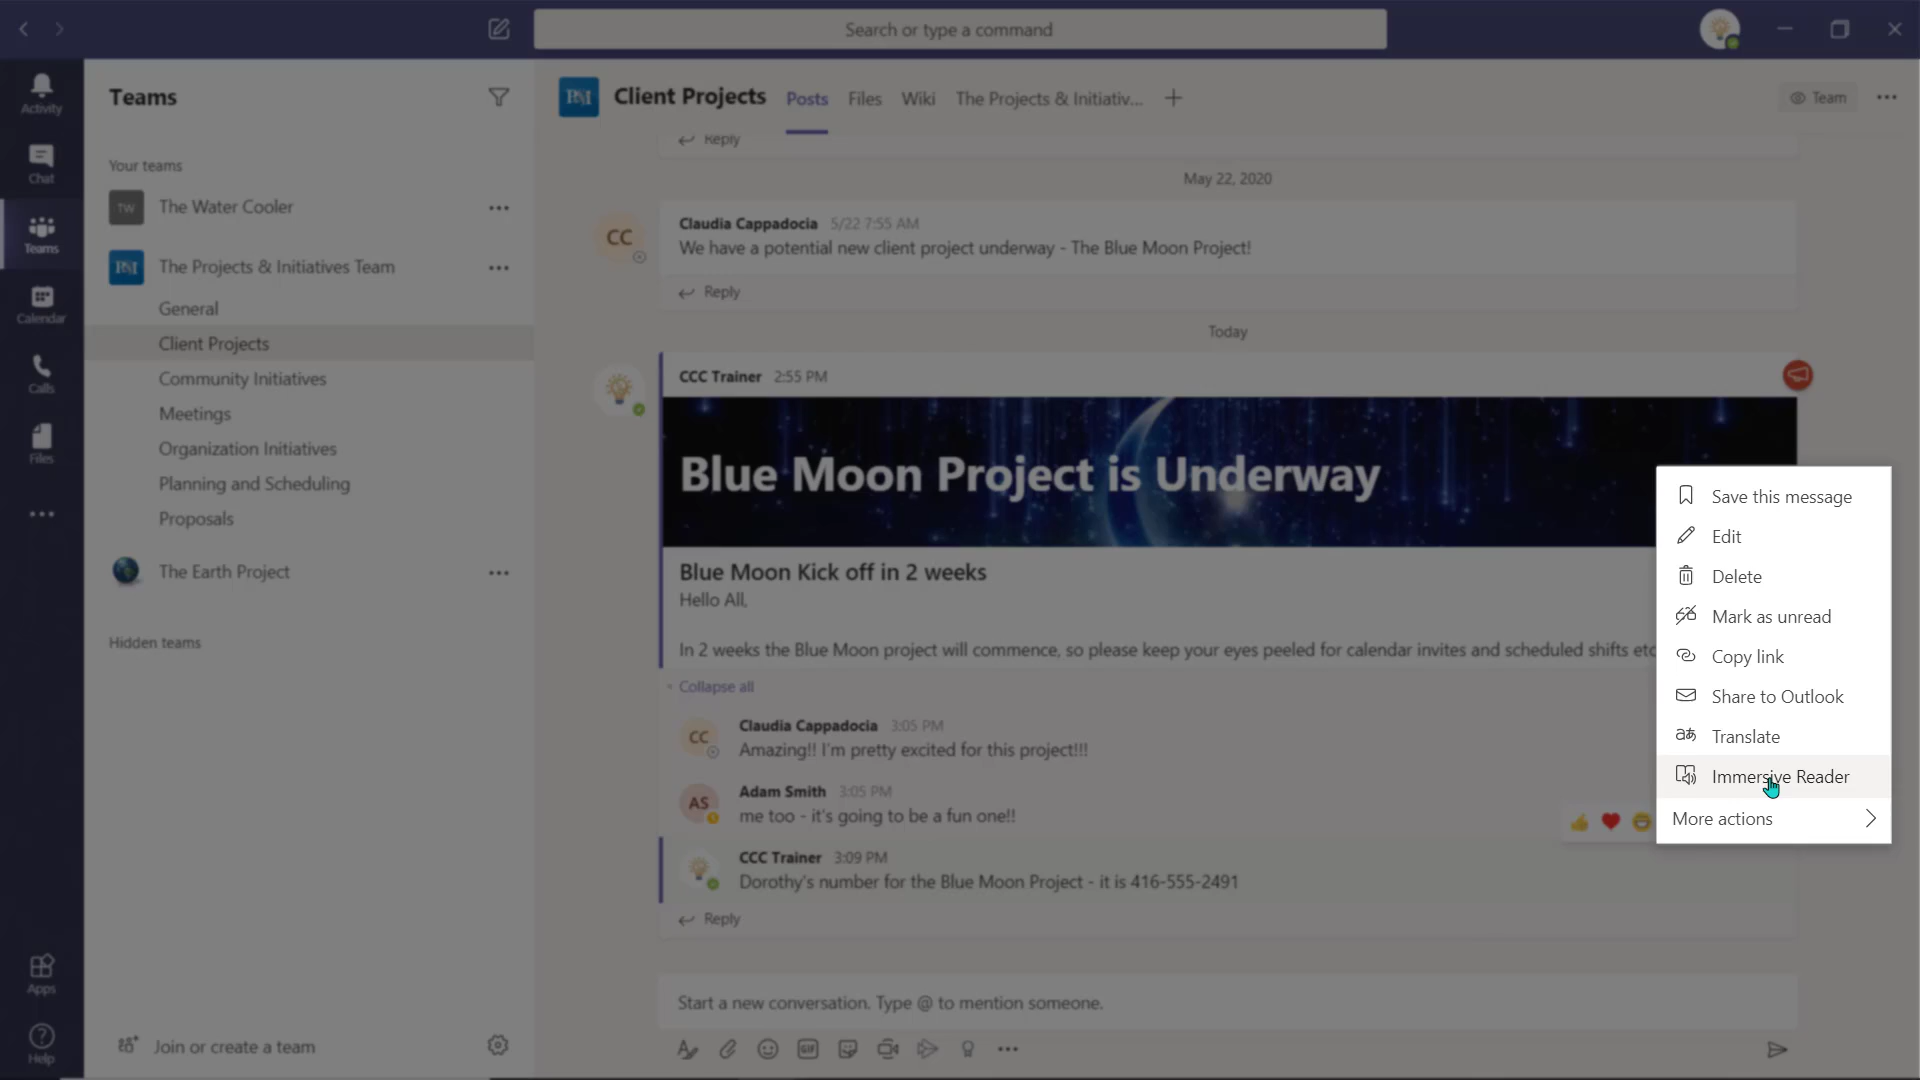 Search or type a command
Activity
Chat
Teams
Calendar
Calls
Files
Apps
Help
Teams
Your teams
TW The Water Cooler
The Projects & Initiatives Team
General
Client Projects
Community Initiatives
Meetings
Organization Initiatives
Planning and Scheduling
Proposals
The Earth Project
Hidden teams
Join or create a team
Client Projects Posts Files Wiki The Projects & Initiativ...
Team
Reply
May 22, 2020
CC
Claudia Cappadocia 5/22 7:55 AM
We have a potential new client project underway - The Blue Moon Project!
Reply
Today
CCC Trainer 2:55 PM
Blue Moon Project is Underway
Blue Moon Kick off in 2 weeks
Hello All,
In 2 weeks the Blue Moon project will commence, so please keep your eyes peeled for calendar invites and scheduled shifts etc
Collapse all
CC
Claudia Cappadocia 3:05 PM
Amazing!! I'm pretty excited for this project!!!
AS
Adam Smith 3:05 PM
me too - it's going to be a fun one!!
CCC Trainer 3:09 PM
Dorothy's number for the Blue Moon Project - it is 416-555-2491
Reply
Start a new conversation. Type @ to mention someone.
GIF
Save this message
Edit
Delete
Mark as unread
Copy link
Share to Outlook
Translate
Immersive Reader
More actions